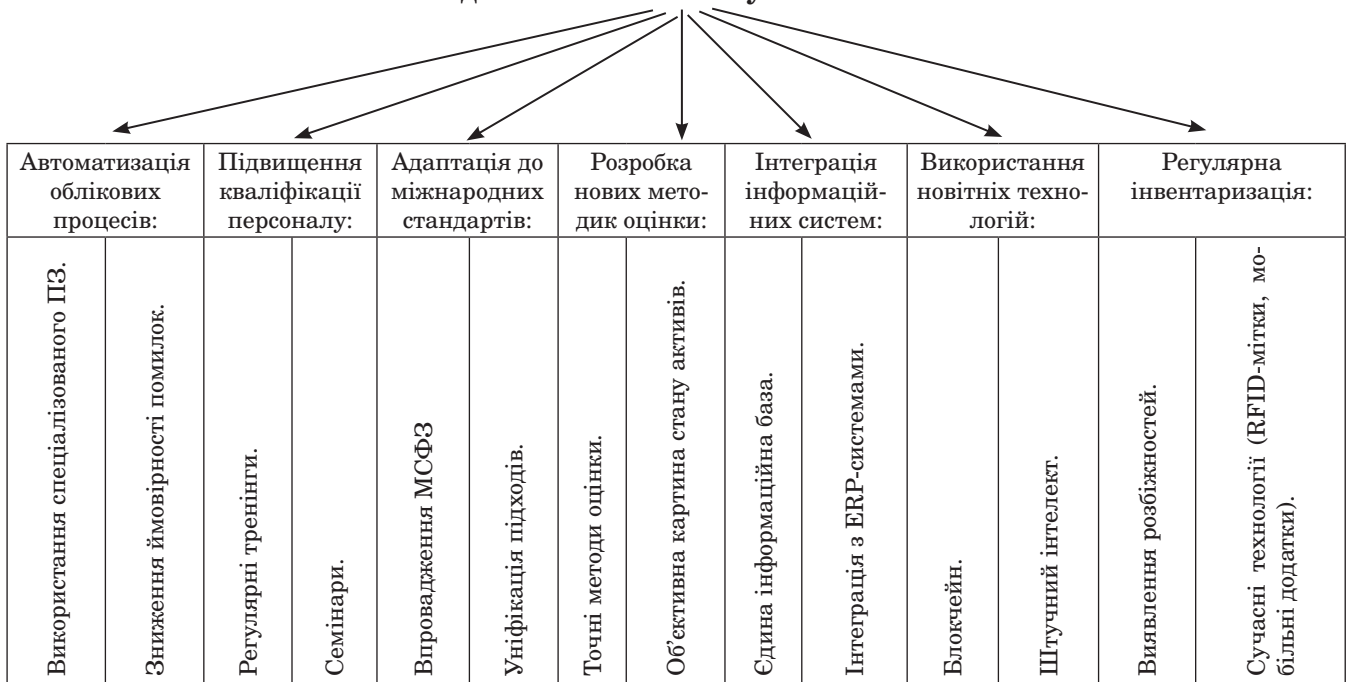 Автоматизація
облікових
процесів:
Підвищення
кваліфікації
персоналу:
Адаптація до
міжнародних
стандартів:
Розробка
нових мето-
дик оцінки:
Інтеграція
інформацій-
них систем:
Використання
новітніх техно-
логій:
Регулярна
інвентаризація:
Використання спеціалізованого ПЗ.
Зниження ймовірності помилок.
Регулярні тренінги.
Семінари.
Впровадження МСФЗ
Уніфікація підходів.
Точні методи оцінки.
Об’єктивна картина стану активів.
Єдина інформаційна база.
Інтеграція з ERP-системами.
Блокчейн.
Штучний інтелект.
Виявлення розбіжностей.
Сучасні технології (RFID-мітки, мо-
більні додатки).